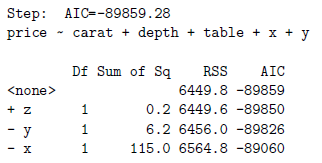 Step:  AIC=-89859.28
price ~ carat + depth + table + x + y
Df Sum of Sq    RSS    AIC
<none>              6449.8 -89859
+ z     1       0.2 6449.6 -89850
- y     1       6.2 6456.0 -89826
- x     1     115.0 6564.8 -89060